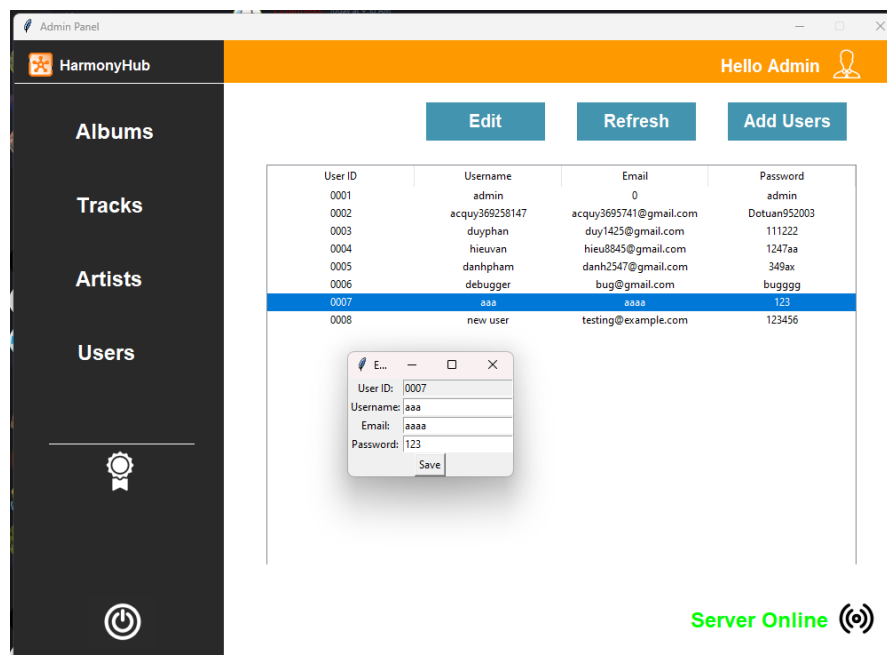 Admin Panel
HarmonyHub
Hello Admin
Albums
Tracks
Artists
Users
Edit Refresh Add Users
User ID Username Email Password
0001 admin 0 admin
0002 acquy369258147 acquy3695741@gmail.com Dotuan952003
0003 duyphan duy1425@gmail.com 111222
0004 hieuvan hieu8845@gmail.com 1247aa
0005 danhpham danh2547@gmail.com 349ax
0006 debugger bug@gmail.com bugggg
0007 aaa aaaa 123
0008 new user testing@example.com 123456
E...
User ID: 0007
Username: aaa
Email: aaaa
Password: 123
Save
Server Online